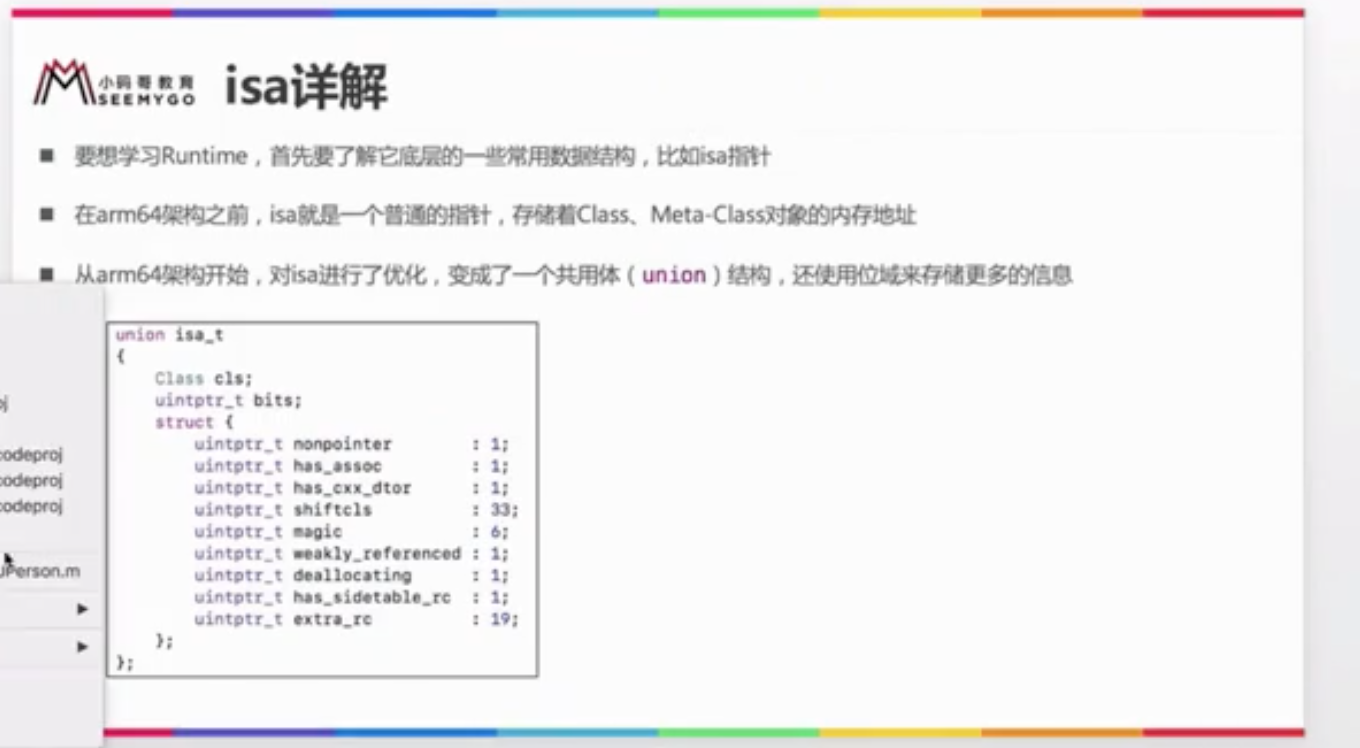 小码哥教育
SEEMYGO
isa详解
■ 要想学习Runtime，首先要了解它底层的一些常用数据结构，比如isa指针
■ 在arm64架构之前，isa就是一个普通的指针，存储着Class、Meta-Class对象的内存地址
■ 从arm64架构开始，对isa进行了优化，变成了一个共用体（union）结构，还使用位域来存储更多的信息
union isa_t
{
    Class cls;
    uintptr_t bits;
    struct {
        uintptr_t nonpointer        : 1;
        uintptr_t has_assoc         : 1;
        uintptr_t has_cxx_dtor      : 1;
        uintptr_t shiftcls          : 33;
        uintptr_t magic             : 6;
        uintptr_t weakly_referenced : 1;
        uintptr_t deallocating      : 1;
        uintptr_t has_sidetable_rc  : 1;
        uintptr_t extra_rc          : 19;
    };
};
oj
codeproj
codeproj
codeproj
JPerson.m